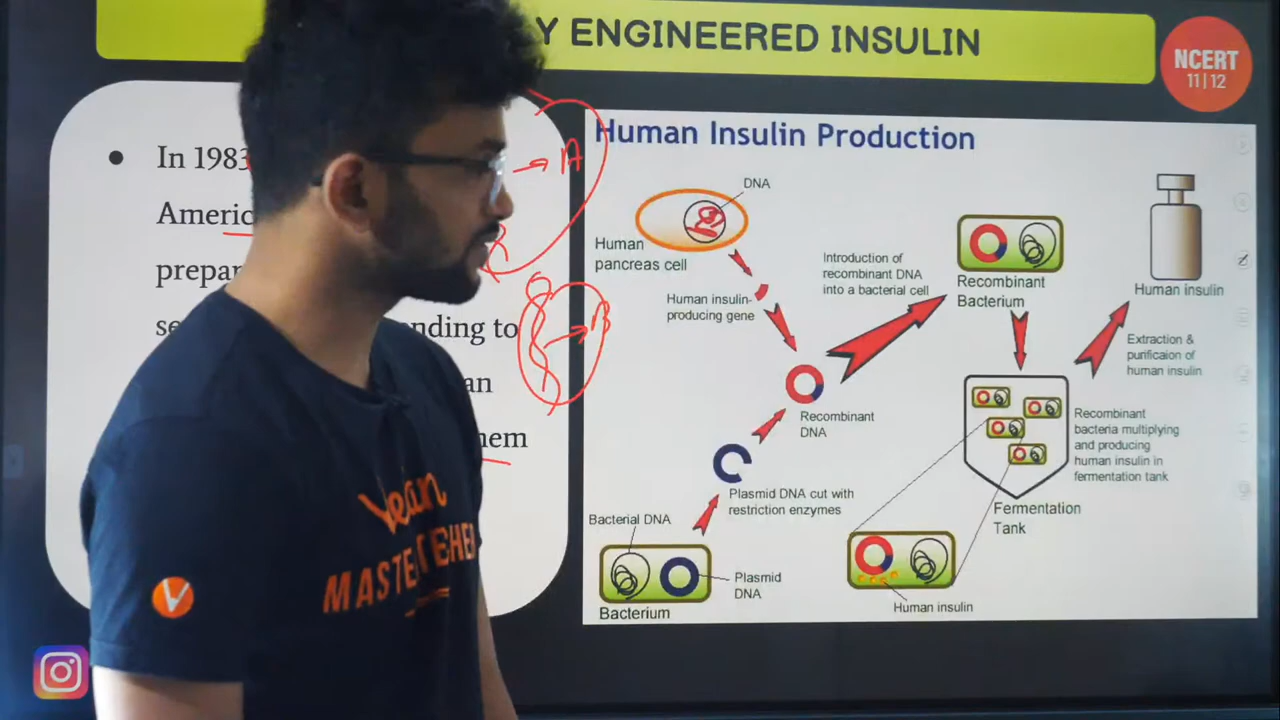 Y ENGINEERED INSULIN
NCERT
11|12
In 1983
Americ
prepar
se nding to
an
hem
A
B
Human Insulin Production
DNA
Human
pancreas cell
Human insulin-
producing gene
Introduction of
recombinant DNA
into a bacterial cell
Recombinant
Bacterium
Human insulin
Extraction &
purificaion of
human insulin
Recombinant
DNA
Recombinant
bacteria multiplying
and producing
human insulin in
fermentation tank
Fermentation
Tank
Plasmid DNA cut with
restriction enzymes
Bacterial DNA
Plasmid
DNA
Bacterium
Human insulin
V